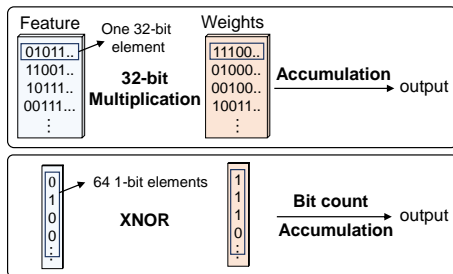 Feature
One 32-bit
element
Weights
01011..
11001..
10111..
00111...
⋮
32-bit
Multiplication
11100..
01000..
00100..
10011..
⋮
Accumulation
output
0
1
0
0
⋮
64 1-bit elements
XNOR
1
1
1
0
⋮
Bit count
Accumulation
output